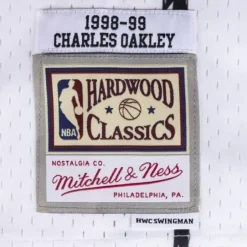 1998-99
CHARLES OAKLEY
HARDWOOD
NBA
CLASSICS
NOSTALGIA CO.
Mitchell & Ness
PHILADELPHIA, PA.
HWC SWINGMAN